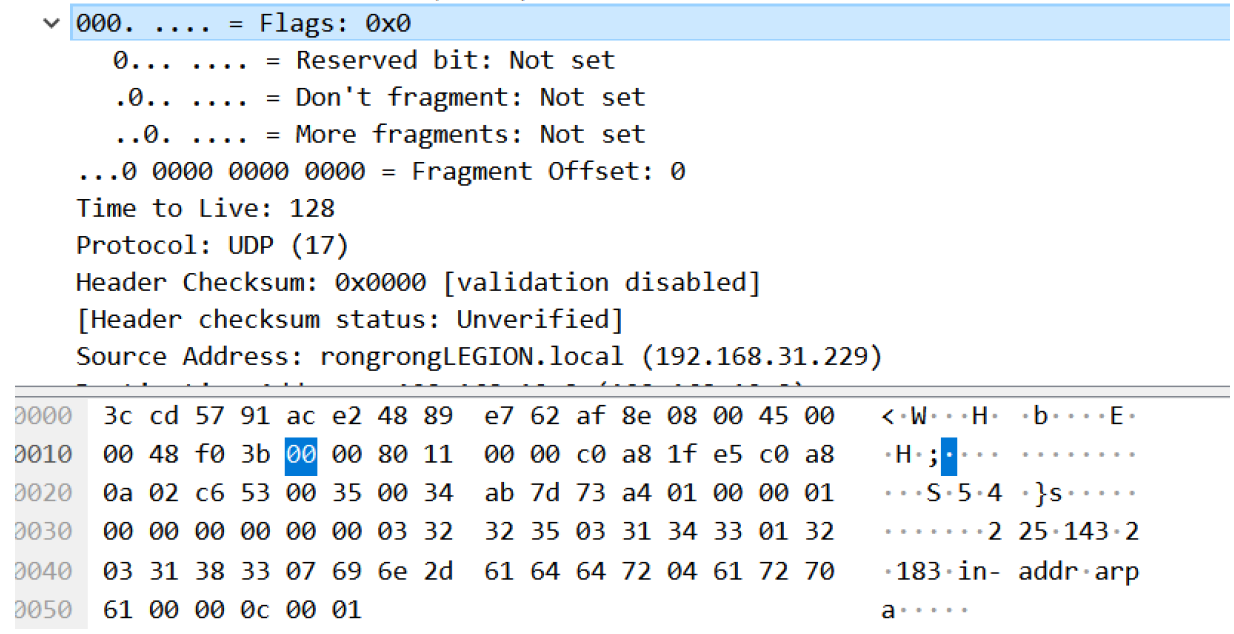 000. .... = Flags: 0x0
0... .... = Reserved bit: Not set
.0.. .... = Don't fragment: Not set
..0. .... = More fragments: Not set
...0 0000 0000 0000 = Fragment Offset: 0
Time to Live: 128
Protocol: UDP (17)
Header Checksum: 0x0000 [validation disabled]
[Header checksum status: Unverified]
Source Address: rongrongLEGION.local (192.168.31.229)
0000 3c cd 57 91 ac e2 48 89 e7 62 af 8e 08 00 45 00 <·W···H· ·b····E·
0010 00 48 f0 3b 00 00 80 11 00 00 c0 a8 1f e5 c0 a8 ·H·;···· ········
0020 0a 02 c6 53 00 35 00 34 ab 7d 73 a4 01 00 00 01 ···S·5·4 ·}s·····
0030 00 00 00 00 00 00 03 32 32 35 03 31 34 33 01 32 ·······2 25·143·2
0040 03 31 38 33 07 69 6e 2d 61 64 64 72 04 61 72 70 ·183·in- addr·arp
0050 61 00 00 0c 00 01 a·····